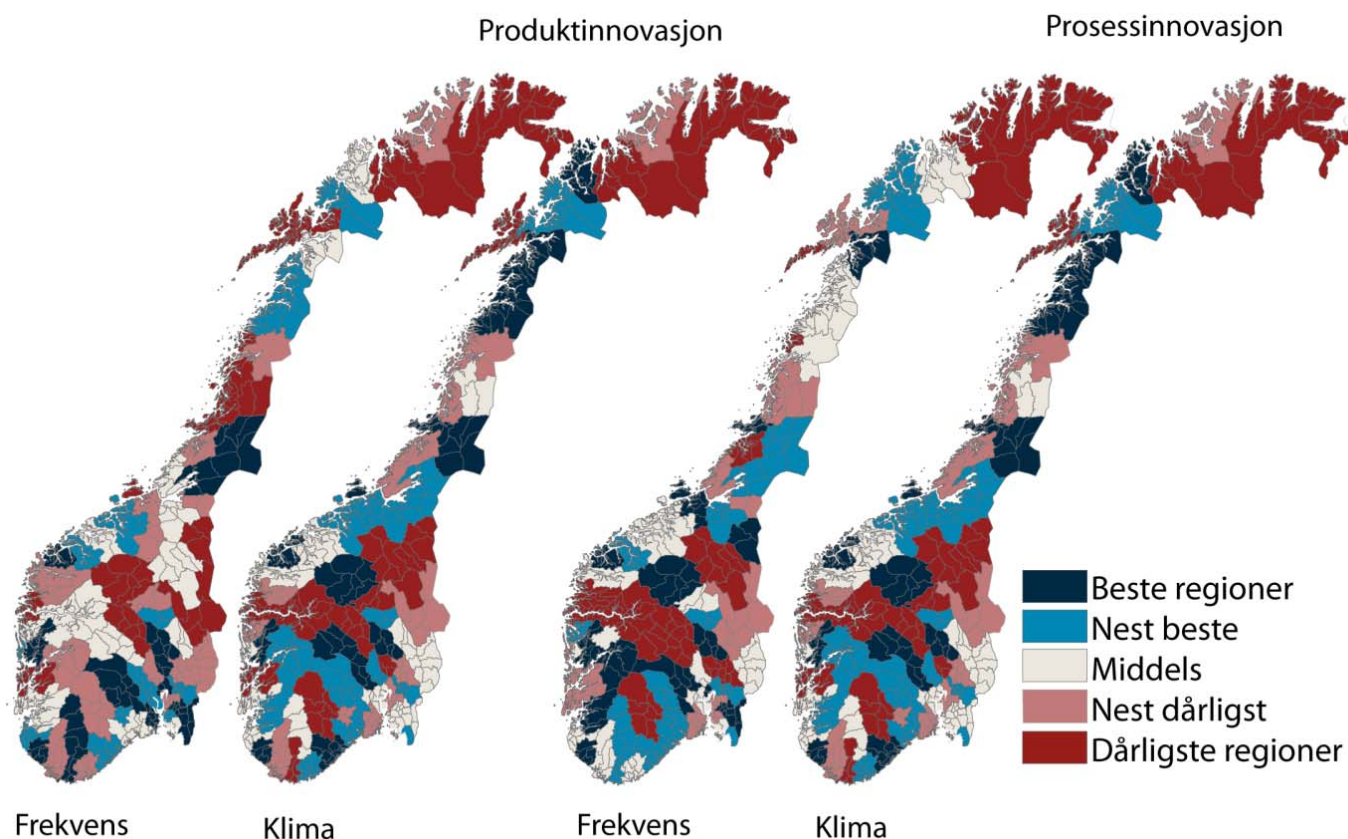 Produktinnovasjon
Prosessinnovasjon
Beste regioner
Nest beste
Middels
Nest dårligst
Dårligste regioner
Frekvens
Klima
Frekvens
Klima